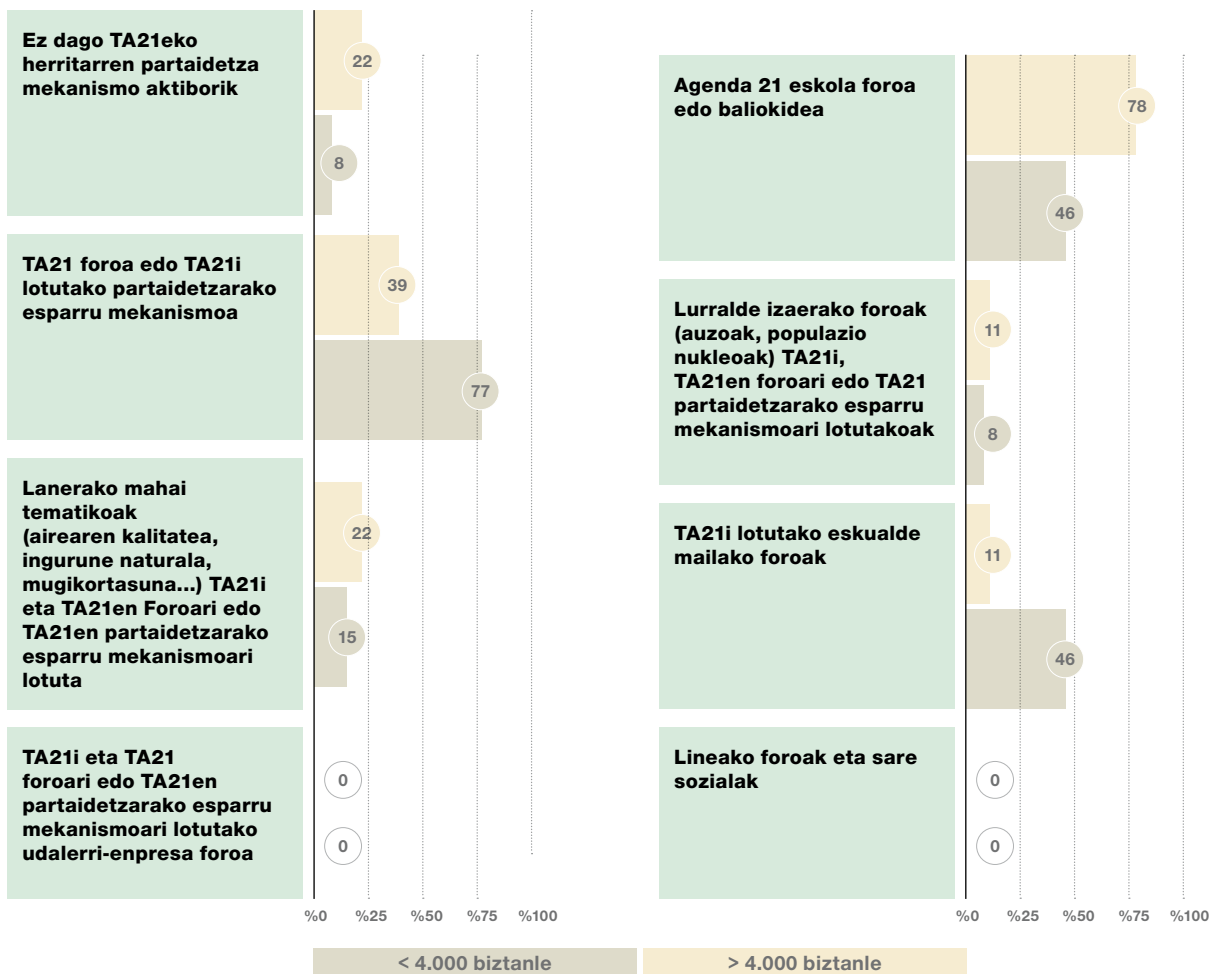 Ez dago TA21eko
herritarren partaidetza
mekanismo aktiborik
22
8
TA21 foroa edo TA21i
lotutako partaidetzarako
esparru mekanismoa
39
77
Lanerako mahai
tematikoak
(airearen kalitatea,
ingurune naturala,
mugikortasuna...) TA21i
eta TA21en Foroari edo
TA21en partaidetzarako
esparru mekanismoari
lotuta
22
15
TA21i eta TA21
foroari edo TA21en
partaidetzarako esparru
mekanismoari lotutako
udalerri-enpresa foroa
0
0
%0 %25 %50 %75 %100
Agenda 21 eskola foroa
edo baliokidea
78
46
Lurralde izaerako foroak
(auzoak, populazio
nukleoak) TA21i,
TA21en foroari edo TA21
partaidetzarako esparru
mekanismoari lotutakoak
11
8
TA21i lotutako eskualde
mailako foroak
11
46
Lineako foroak eta sare
sozialak
0
0
%0 %25 %50 %75 %100
< 4.000 biztanle
> 4.000 biztanle